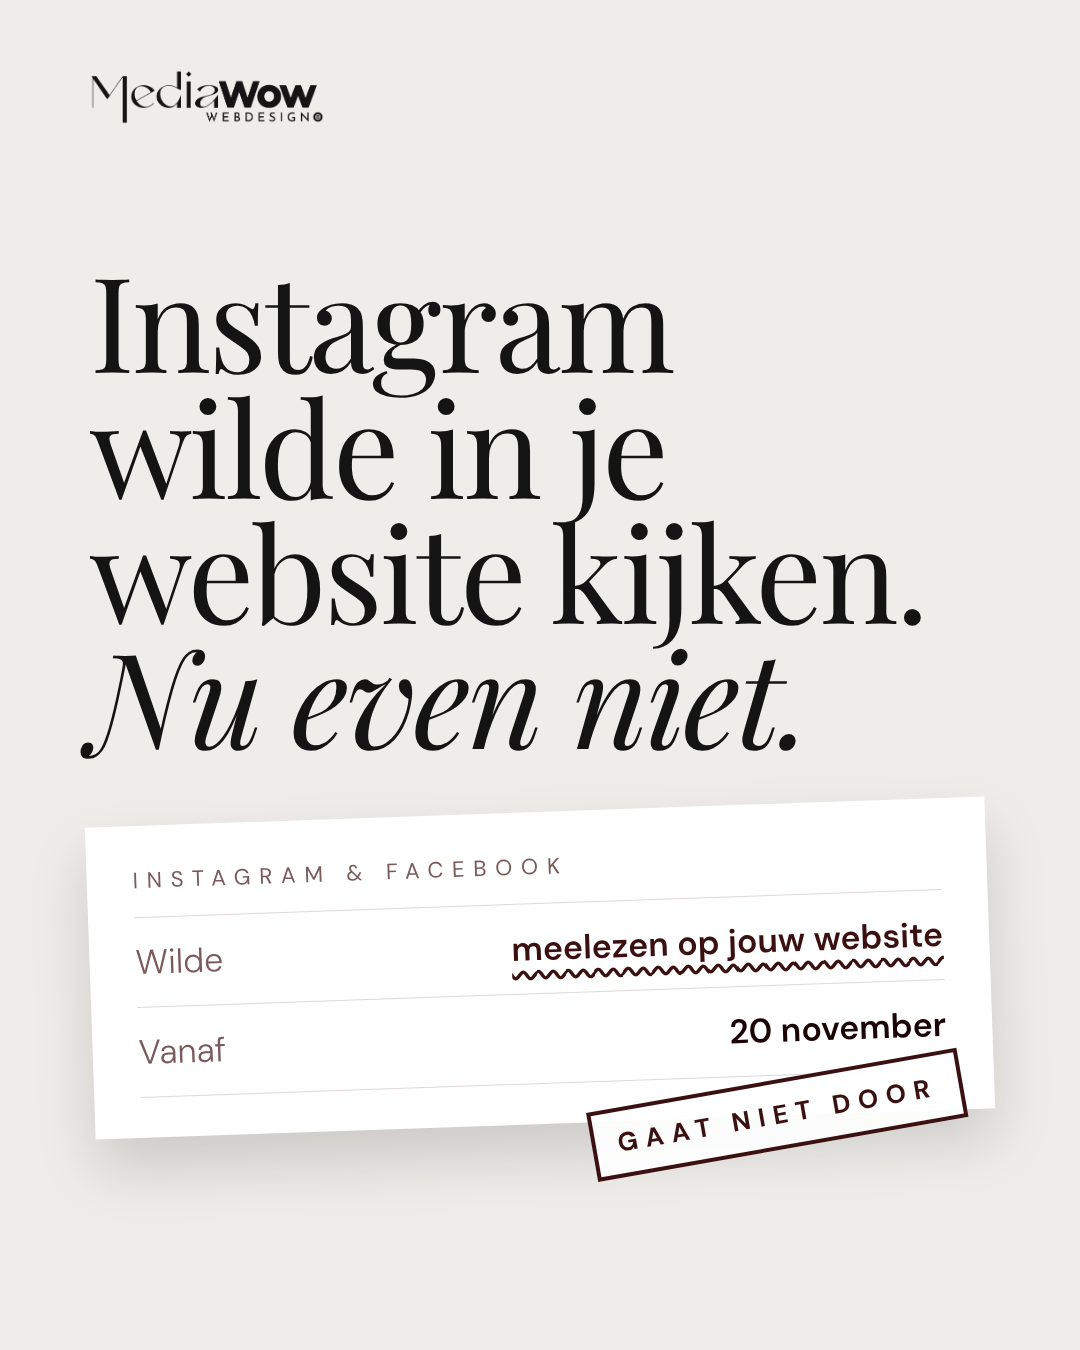 MediaWow
WEBDESIGN
Instagram
wilde in je
website kijken.
Nu even niet.
INSTAGRAM & FACEBOOK
Wilde meelezen op jouw website
Vanaf 20 november
GAAT NIET DOOR